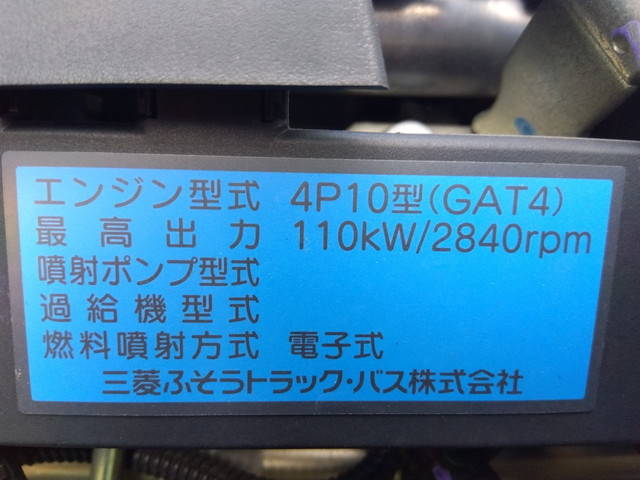 エンジン型式 4P10型(GAT4)
最高出力 110kW/2840rpm
噴射ポンプ型式
過給機型式
燃料噴射方式 電子式
三菱ふそうトラック・バス株式会社